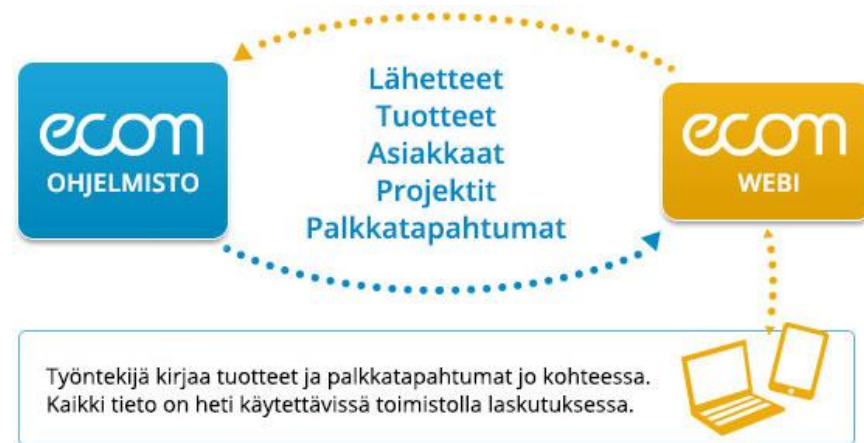 ecom
OHJELMISTO
Lähetteet
Tuotteet
Asiakkaat
Projektit
Palkkatapahtumat
ecom
WEBI
Työntekijä kirjaa tuotteet ja palkkatapahtumat jo kohteessa.
Kaikki tieto on heti käytettävissä toimistolla laskutuksessa.